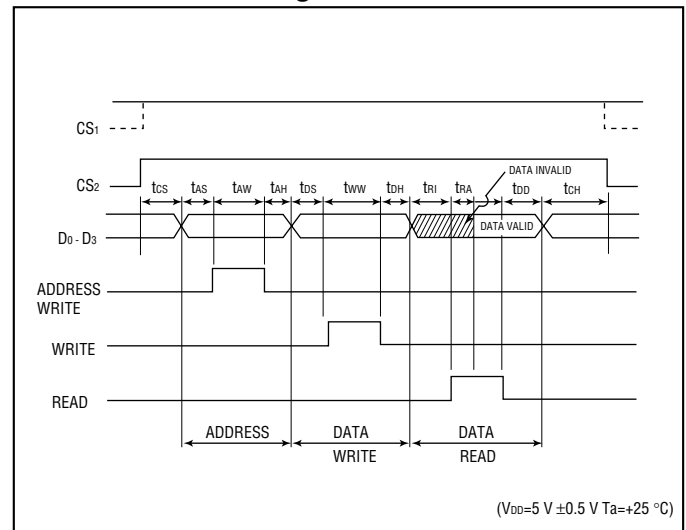 CS1
CS2
tCS tAS tAW tAH tDS tWW tDH tRI tRA tDD tCH
DATA INVALID
D0 - D3
DATA VALID
ADDRESS
WRITE
WRITE
READ
ADDRESS DATA DATA
WRITE READ
(VDD=5 V ±0.5 V Ta=+25 °C)